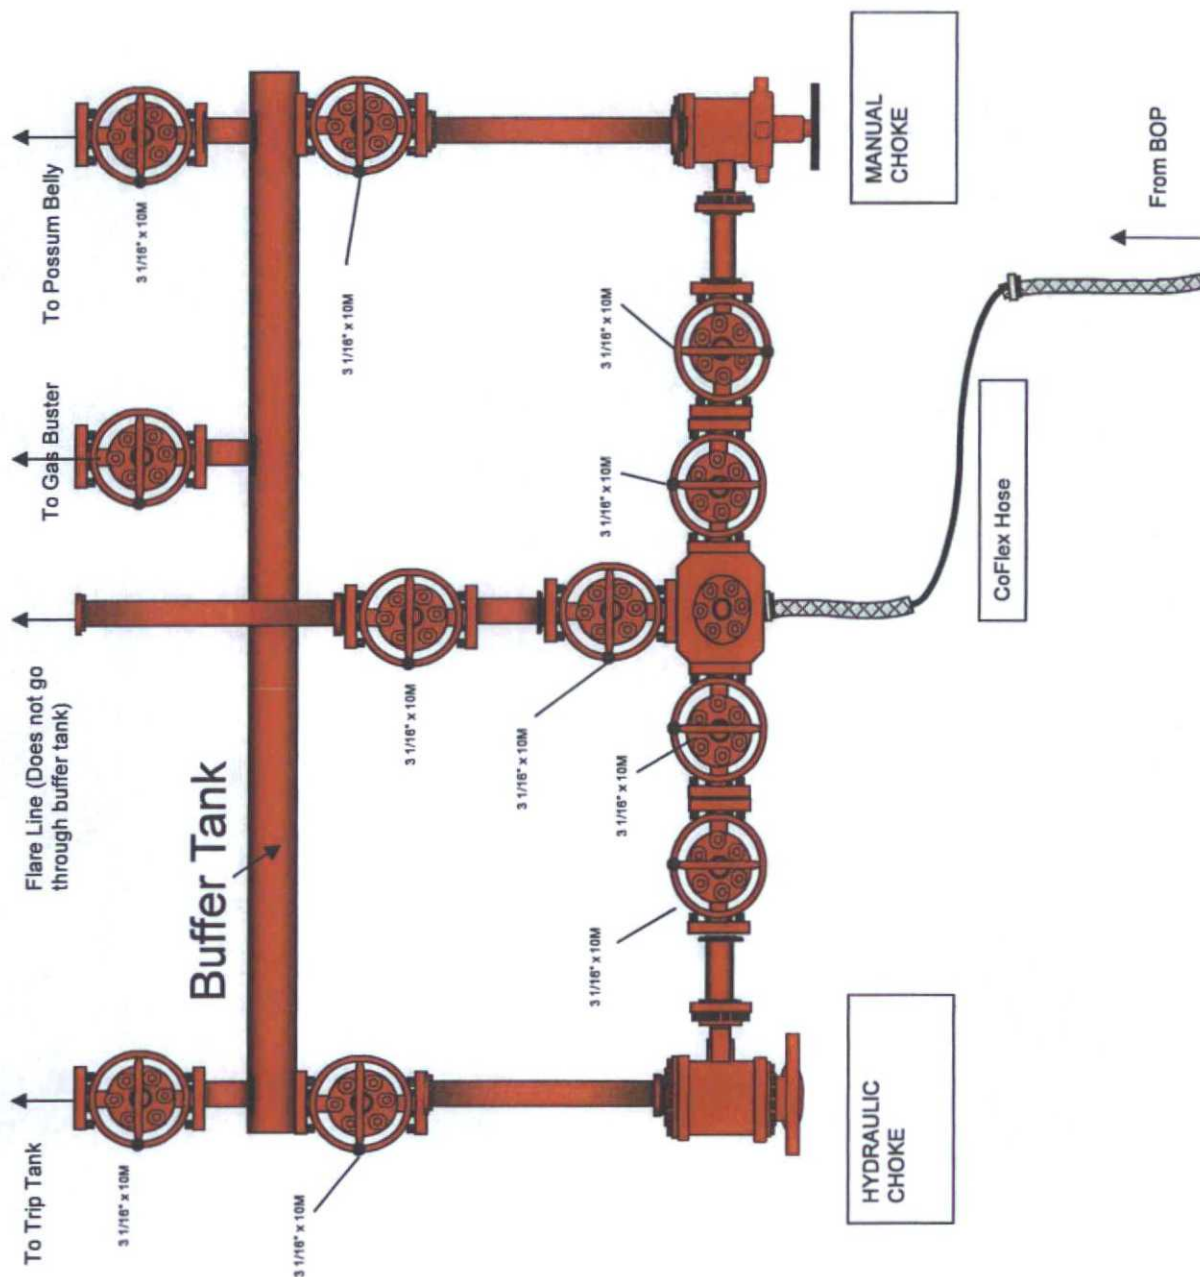 To Trip Tank
Flare Line (Does not go
through buffer tank)
To Gas Buster
To Possum Belly
3 1/16" x 10M
3 1/16" x 10M
Buffer Tank
3 1/16" x 10M
3 1/16" x 10M
3 1/16" x 10M
3 1/16" x 10M
3 1/16" x 10M
3 1/16" x 10M
3 1/16" x 10M
3 1/16" x 10M
HYDRAULIC
CHOKE
MANUAL
CHOKE
CoFlex Hose
From BOP